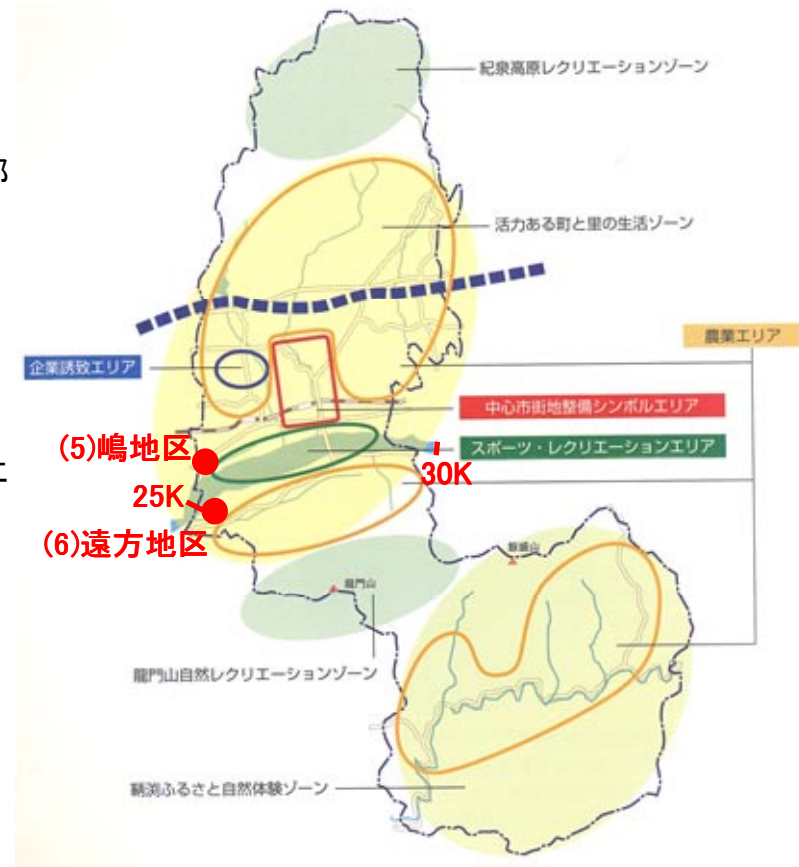 紀泉高原レクリエーションゾーン
部
活力ある町と里の生活ゾーン
農業エリア
企業誘致エリア
中心市街地整備シンボルエリア
(5)嶋地区
スポーツ・レクリエーションエリア
30K
25K
(6)遠方地区
飯盛山
龍門山
龍門山自然レクリエーションゾーン
鞆渕ふるさと自然体験ゾーン